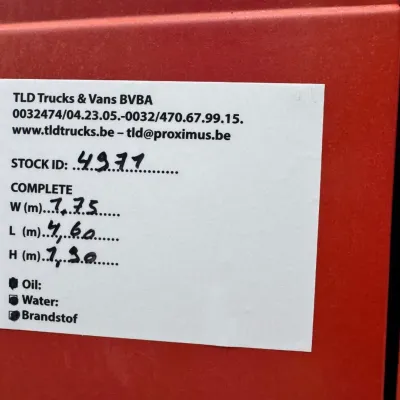 TLD Trucks & Vans BVBA
0032474/04.23.05.-0032/470.67.99.15.
www.tldtrucks.be – tld@proximus.be
STOCK ID: 4971
COMPLETE
W (m) 1,75
L (m) 4,60
H (m) 1,90
Oil:
Water:
Brandstof